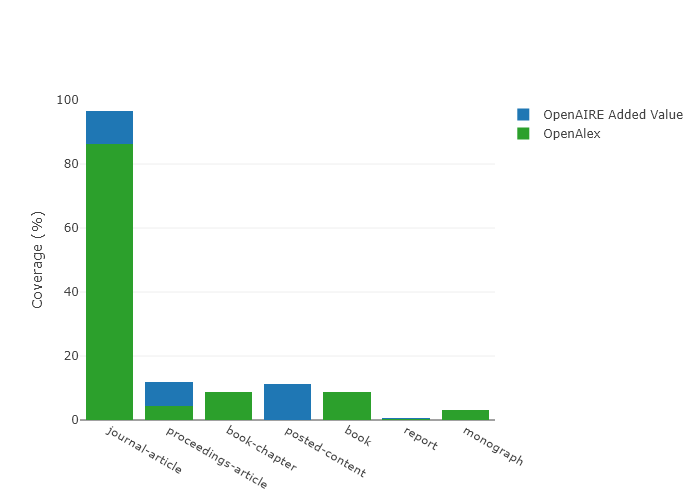 OpenAIRE Added Value
OpenAlex
Coverage (%)
100
80
60
40
20
0
journal-article
proceedings-article
book-chapter
posted-content
book
report
monograph